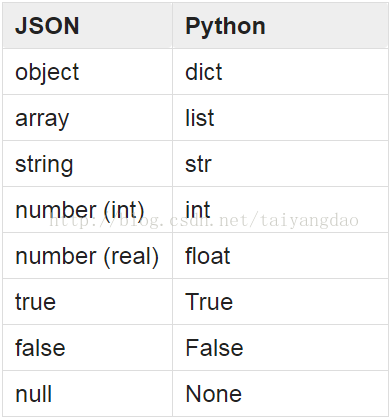 JSON Python
object dict
array list
string str
number (int) int
http://blog.csdn.net/taiyangdao
number (real) float
true True
false False
null None